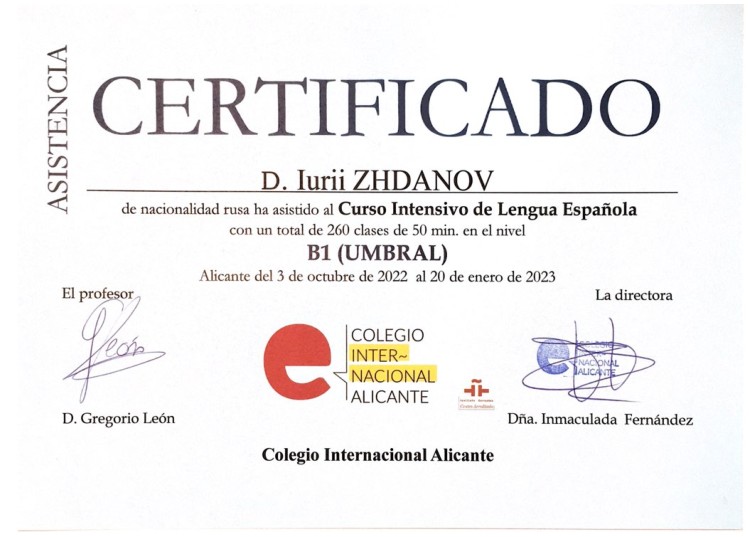 ASISTENCIA
CERTIFICADO
D. Iurii ZHDANOV
de nacionalidad rusa ha asistido al Curso Intensivo de Lengua Española
con un total de 260 clases de 50 min. en el nivel
B1 (UMBRAL)
Alicante del 3 de octubre de 2022 al 20 de enero de 2023
El profesor
La directora
León
COLEGIO
INTER~
NACIONAL
ALICANTE
NACIONAL
ALICANTE
Instituto Cervantes
Centro acreditado
D. Gregorio León
Dña. Inmaculada Fernández
Colegio Internacional Alicante